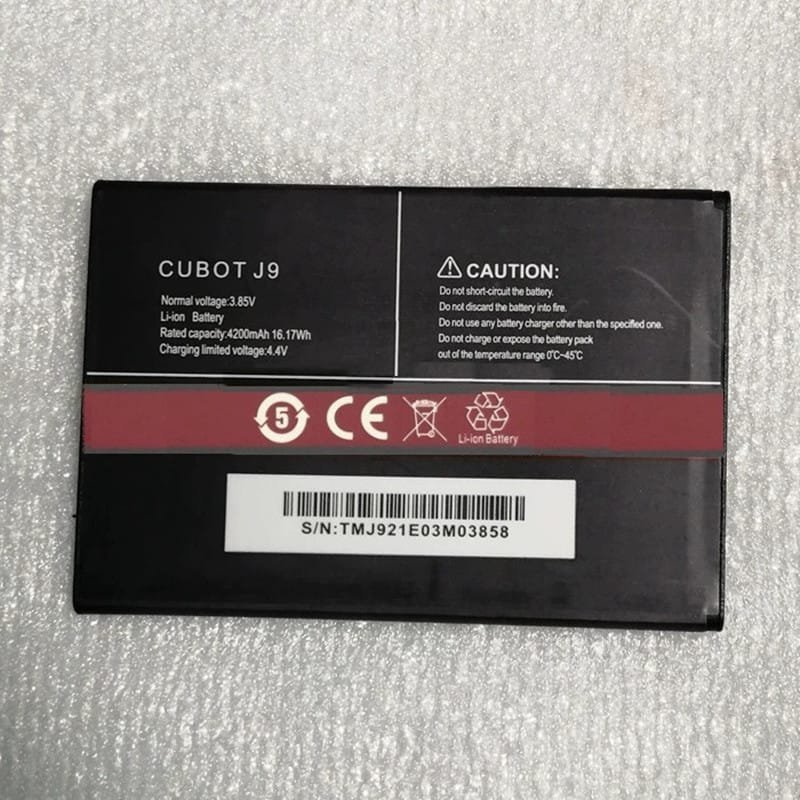 CUBOT J9
Normal voltage:3.85V
Li-ion Battery
Rated capacity:4200mAh 16.17Wh
Charging limited voltage:4.4V
CAUTION:
Do not short-circuit the battery.
Do not discard the battery into fire.
Do not use any battery charger other than the specified one.
Do not charge or expose the battery pack
out of the temperature range 0℃-45℃
5 CE
Li-ion Battery
S/N:TMJ921E03M03858